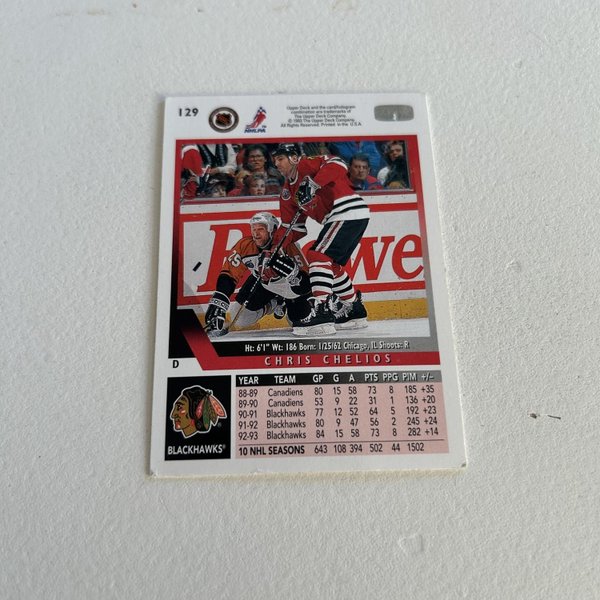 129
NHLPA
Upper Deck and the card/hologram
combination are trademarks of
The Upper Deck Company.
© 1993 The Upper Deck Company.
All Rights Reserved. Printed in the U.S.A.
we
Ht: 6'1" Wt: 186 Born: 1/25/62 Chicago, IL Shoots: R
D CHRIS CHELIOS
YEAR TEAM GP G A PTS PPG PIM +/-
88-89 Canadiens 80 15 58 73 8 185 +35
89-90 Canadiens 53 9 22 31 1 136 +20
90-91 Blackhawks 77 12 52 64 5 192 +23
91-92 Blackhawks 80 9 47 56 2 245 +24
92-93 Blackhawks 84 15 58 73 8 282 +14
10 NHL SEASONS 643 108 394 502 44 1502
BLACKHAWKS®